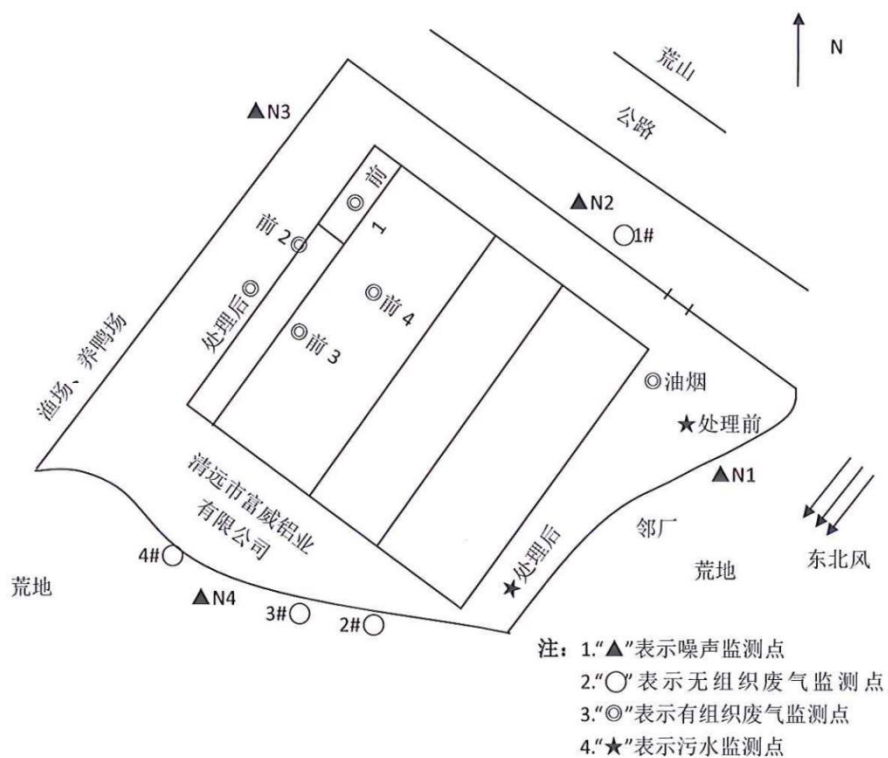 N
荒山
公路
▲N3
▲N2
○1#
前
1
前 2◎
◎前 4
处理后
◎前 3
渔场、养鸭场
◎油烟
★处理前
▲N1
清远市富威铝业
有限公司
邻厂
★处理后
东北风
荒地
4#○
荒地
▲N4
3#○
2#○
注：1.“▲”表示噪声监测点
2.“○”表示无组织废气监测点
3.“◎”表示有组织废气监测点
4.“★”表示污水监测点